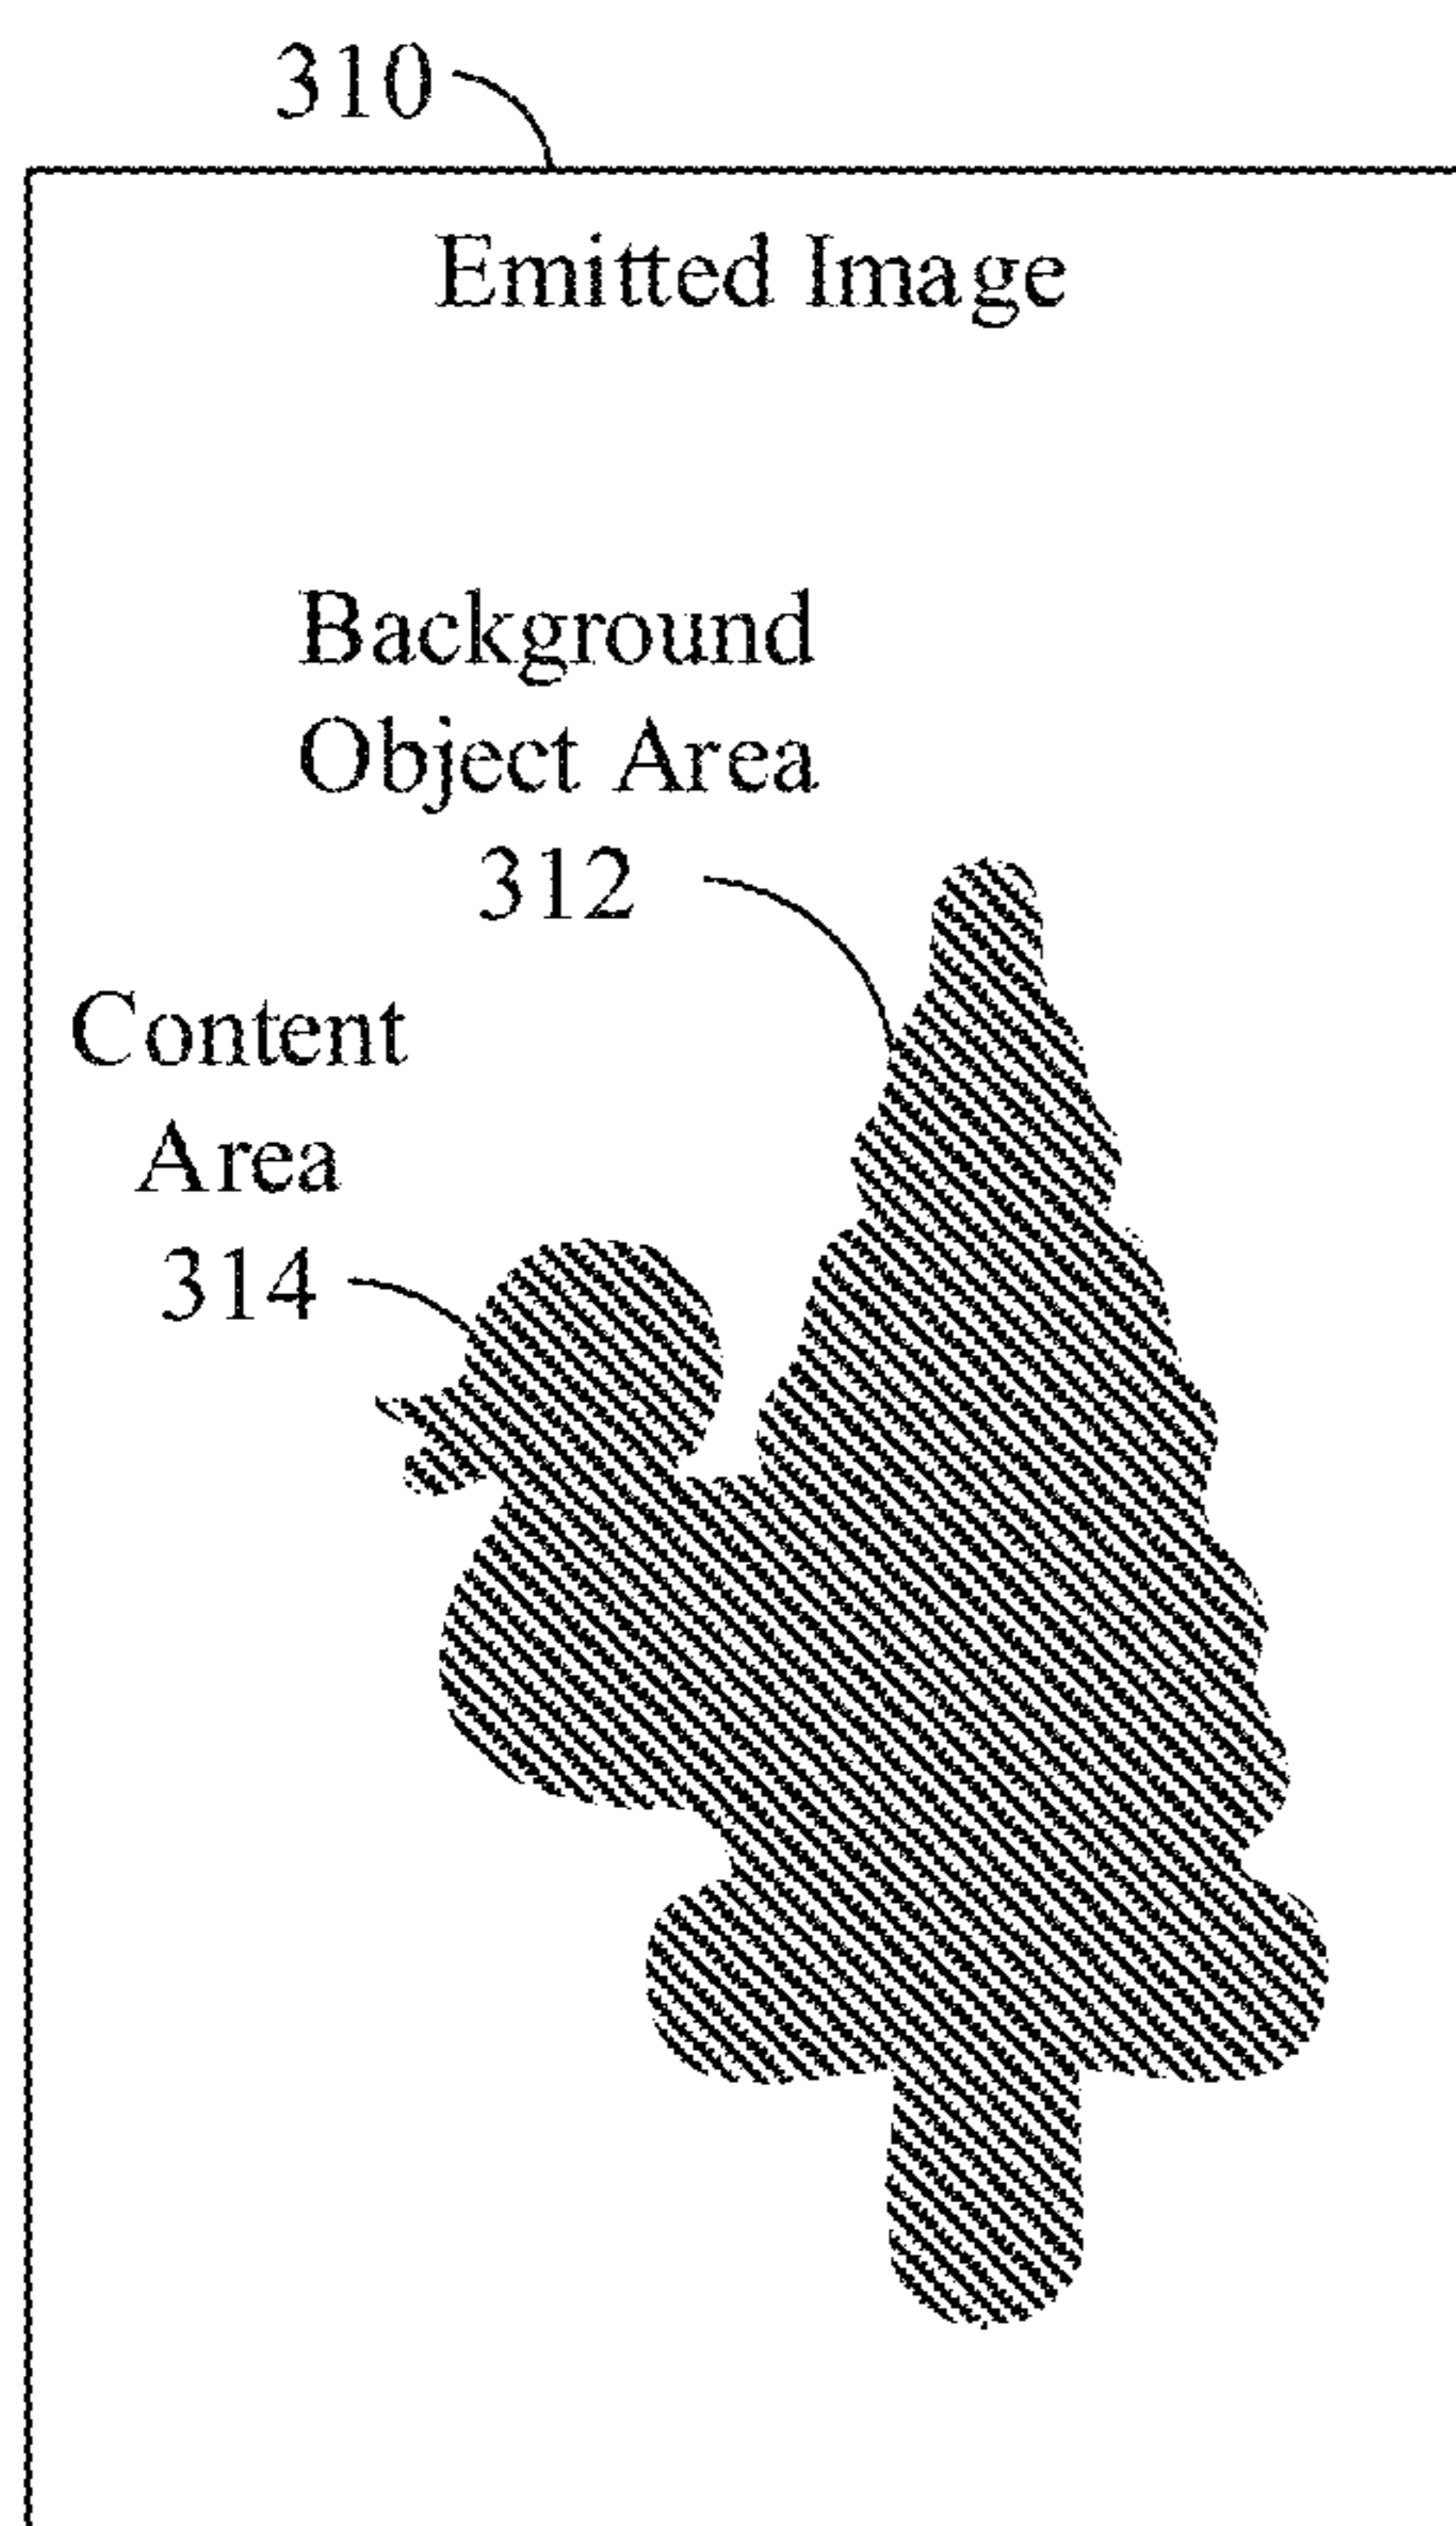 310
Emitted Image
Background
Object Area
312
Content
Area
314